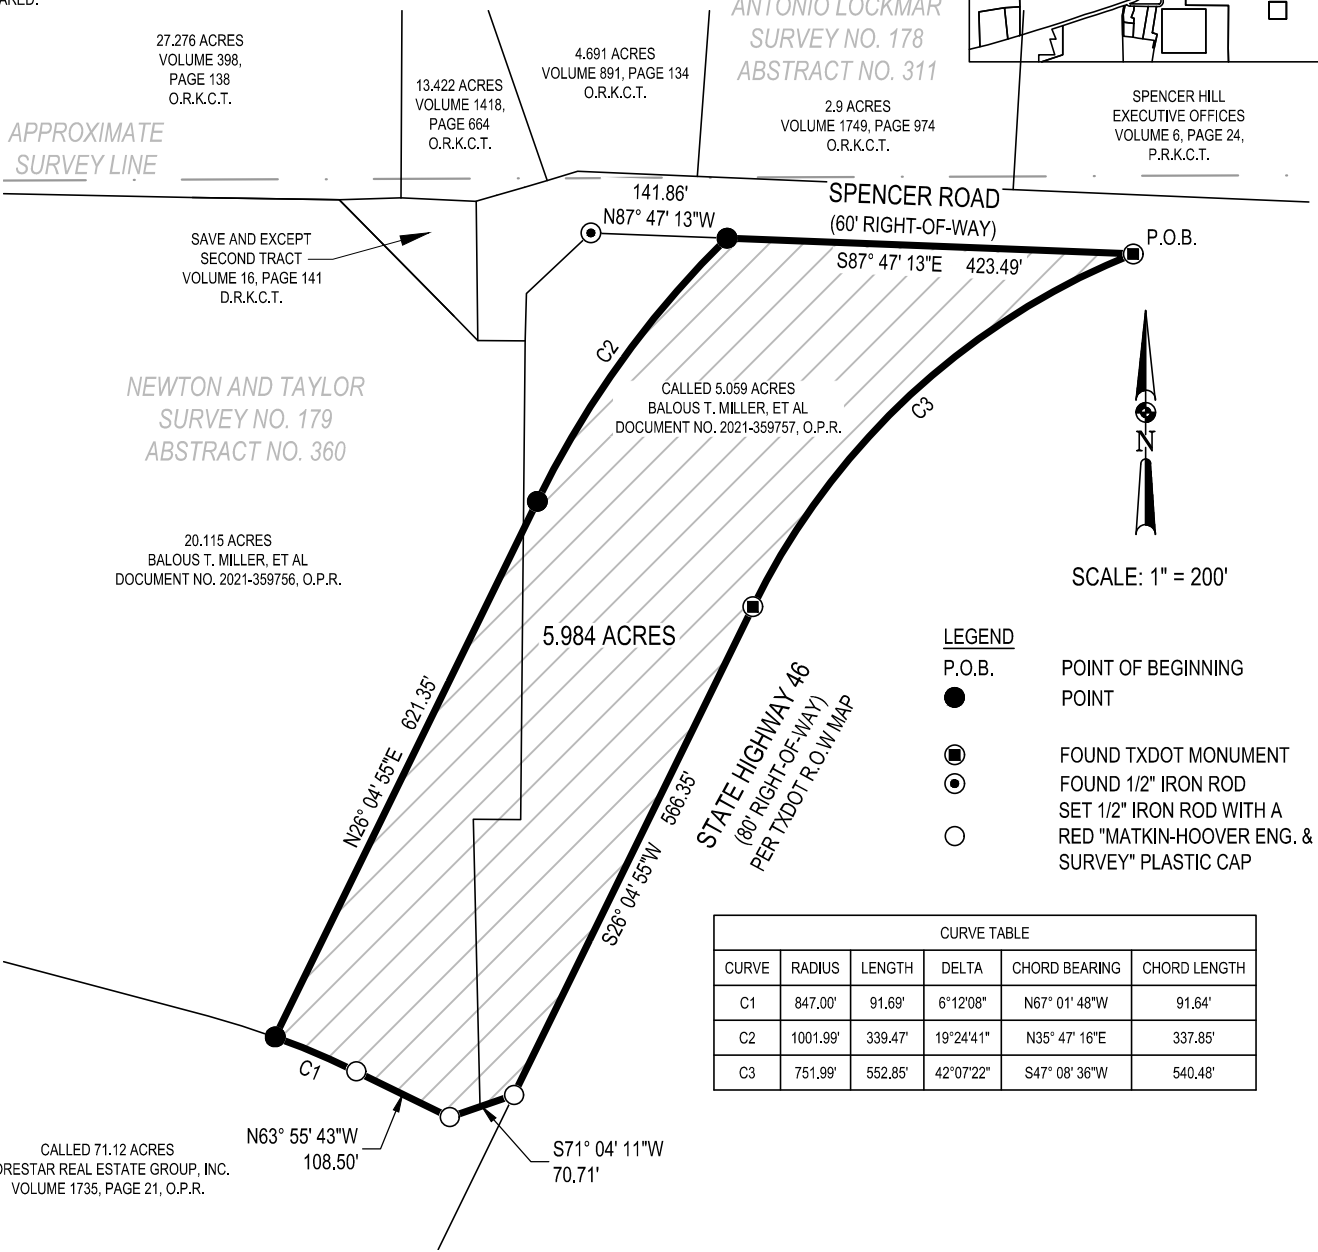 27.276 ACRES
VOLUME 398,
PAGE 138
O.R.K.C.T.
13.422 ACRES
VOLUME 1418,
PAGE 664
O.R.K.C.T.
4.691 ACRES
VOLUME 891, PAGE 134
O.R.K.C.T.
ANTONIO LOCKMAR
SURVEY NO. 178
ABSTRACT NO. 311
2.9 ACRES
VOLUME 1749, PAGE 974
O.R.K.C.T.
SPENCER HILL
EXECUTIVE OFFICES
VOLUME 6, PAGE 24,
P.R.K.C.T.
APPROXIMATE
SURVEY LINE
141.86'
N87° 47' 13"W
SPENCER ROAD
(60' RIGHT-OF-WAY)
S87° 47' 13"E 423.49'
P.O.B.
SAVE AND EXCEPT
SECOND TRACT
VOLUME 16, PAGE 141
D.R.K.C.T.
C2
C3
CALLED 5.059 ACRES
BALOUS T. MILLER, ET AL
DOCUMENT NO. 2021-359757, O.P.R.
NEWTON AND TAYLOR
SURVEY NO. 179
ABSTRACT NO. 360
N
20.115 ACRES
BALOUS T. MILLER, ET AL
DOCUMENT NO. 2021-359756, O.P.R.
SCALE: 1" = 200'
5.984 ACRES
N26° 04' 55"E 621.35'
S26° 04' 55"W 566.35'
STATE HIGHWAY 46
(80' RIGHT-OF-WAY)
PER TXDOT R.O.W MAP
LEGEND
P.O.B. POINT OF BEGINNING
POINT
FOUND TXDOT MONUMENT
FOUND 1/2" IRON ROD
SET 1/2" IRON ROD WITH A
RED "MATKIN-HOOVER ENG. &
SURVEY" PLASTIC CAP
CURVE TABLE
CURVE RADIUS LENGTH DELTA CHORD BEARING CHORD LENGTH
C1 847.00' 91.69' 6°12'08" N67° 01' 48"W 91.64'
C2 1001.99' 339.47' 19°24'41" N35° 47' 16"E 337.85'
C3 751.99' 552.85' 42°07'22" S47° 08' 36"W 540.48'
C1
N63° 55' 43"W
108.50'
S71° 04' 11"W
70.71'
CALLED 71.12 ACRES
ORESTAR REAL ESTATE GROUP, INC.
VOLUME 1735, PAGE 21, O.P.R.